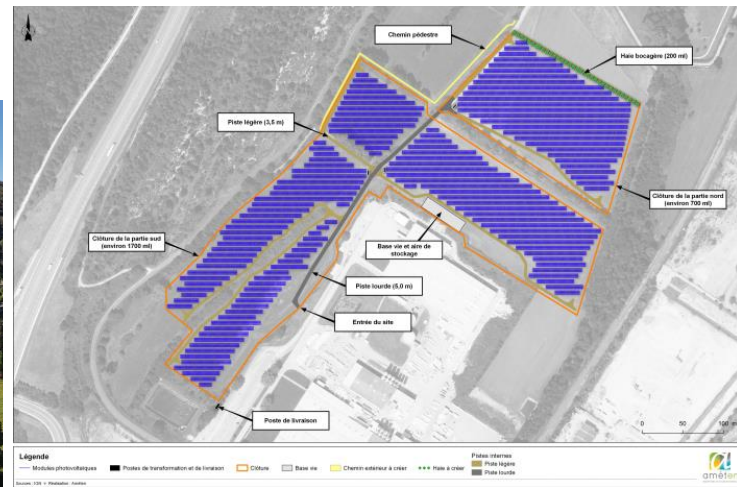 Chemin pédestre
Haie bocagère (200 ml)
Piste légère (3,5 m)
Clôture de la partie nord
(environ 700 ml)
Clôture de la partie sud
(environ 1700 ml)
Base vie et aire de
stockage
Piste lourde (5,0 m)
Entrée du site
Poste de livraison
0 50 100 m
Légende
Modules photovoltaïques
Postes de transformation et de livraison
Clôture
Base vie
Chemin extérieur à créer
Haie à créer
Pistes internes
Piste légère
Piste lourde